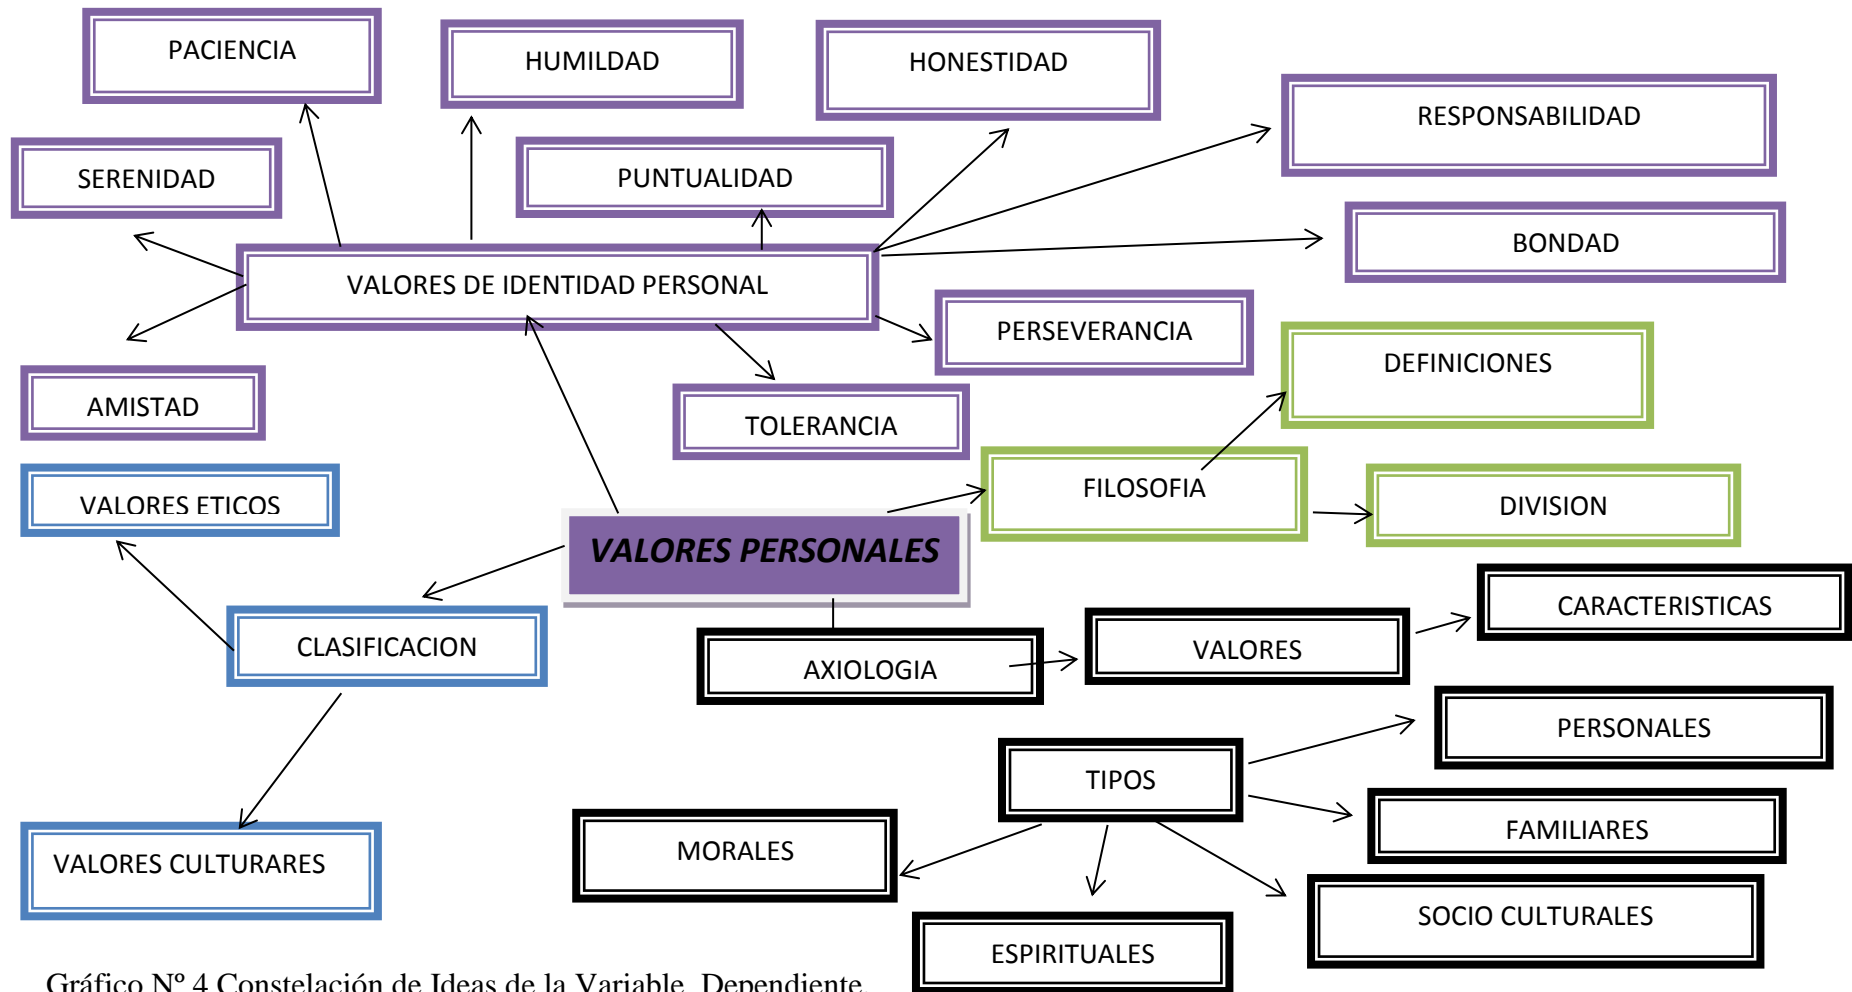 PACIENCIA
HUMILDAD
HONESTIDAD
RESPONSABILIDAD
SERENIDAD
PUNTUALIDAD
BONDAD
VALORES DE IDENTIDAD PERSONAL
PERSEVERANCIA
DEFINICIONES
AMISTAD
TOLERANCIA
FILOSOFIA
VALORES ETICOS
DIVISION
VALORES PERSONALES
CARACTERISTICAS
CLASIFICACION
AXIOLOGIA
VALORES
PERSONALES
TIPOS
FAMILIARES
MORALES
VALORES CULTURARES
SOCIO CULTURALES
ESPIRITUALES
Gráfico Nº 4 Constelación de Ideas de la Variable Dependiente.